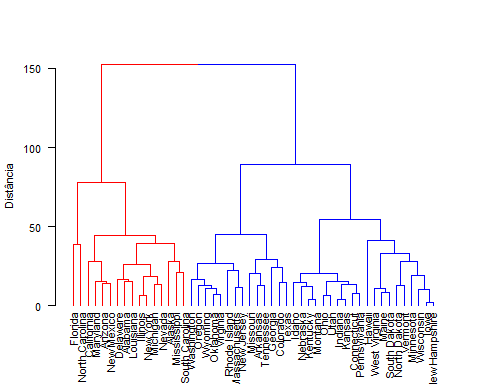 150
100
50
0
Distância
Florida
North Carolina
California
Maryland
Arizona
New Mexico
Delaware
Alabama
Louisiana
Illinois
New York
Michigan
Nevada
Alaska
Mississippi
South Carolina
Washington
Oregon
Wyoming
Oklahoma
Virginia
Rhode Island
Massachusetts
New Jersey
Missouri
Arkansas
Tennessee
Georgia
Colorado
Texas
Idaho
Nebraska
Kentucky
Montana
Ohio
Utah
Indiana
Kansas
Connecticut
Pennsylvania
Hawaii
West Virginia
Maine
South Dakota
North Dakota
Vermont
Minnesota
Wisconsin
Iowa
New Hampshire